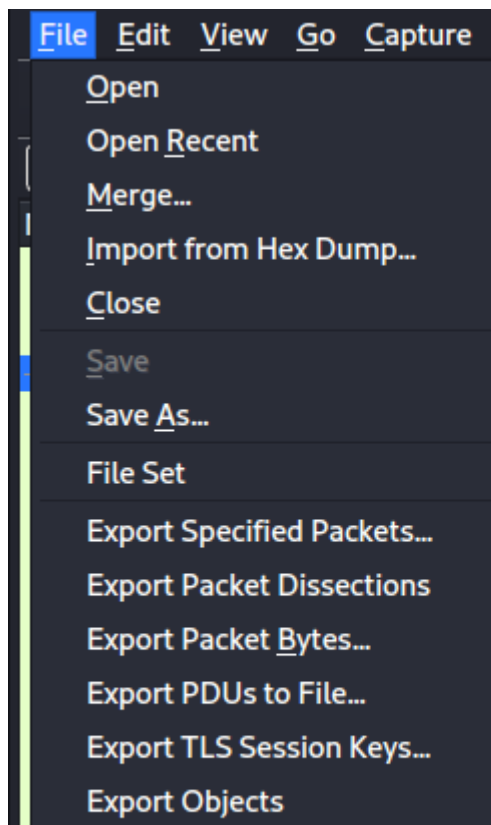 File Edit View Go Capture
Open
Open Recent
Merge...
Import from Hex Dump...
Close
Save
Save As...
File Set
Export Specified Packets...
Export Packet Dissections
Export Packet Bytes...
Export PDUs to File...
Export TLS Session Keys...
Export Objects